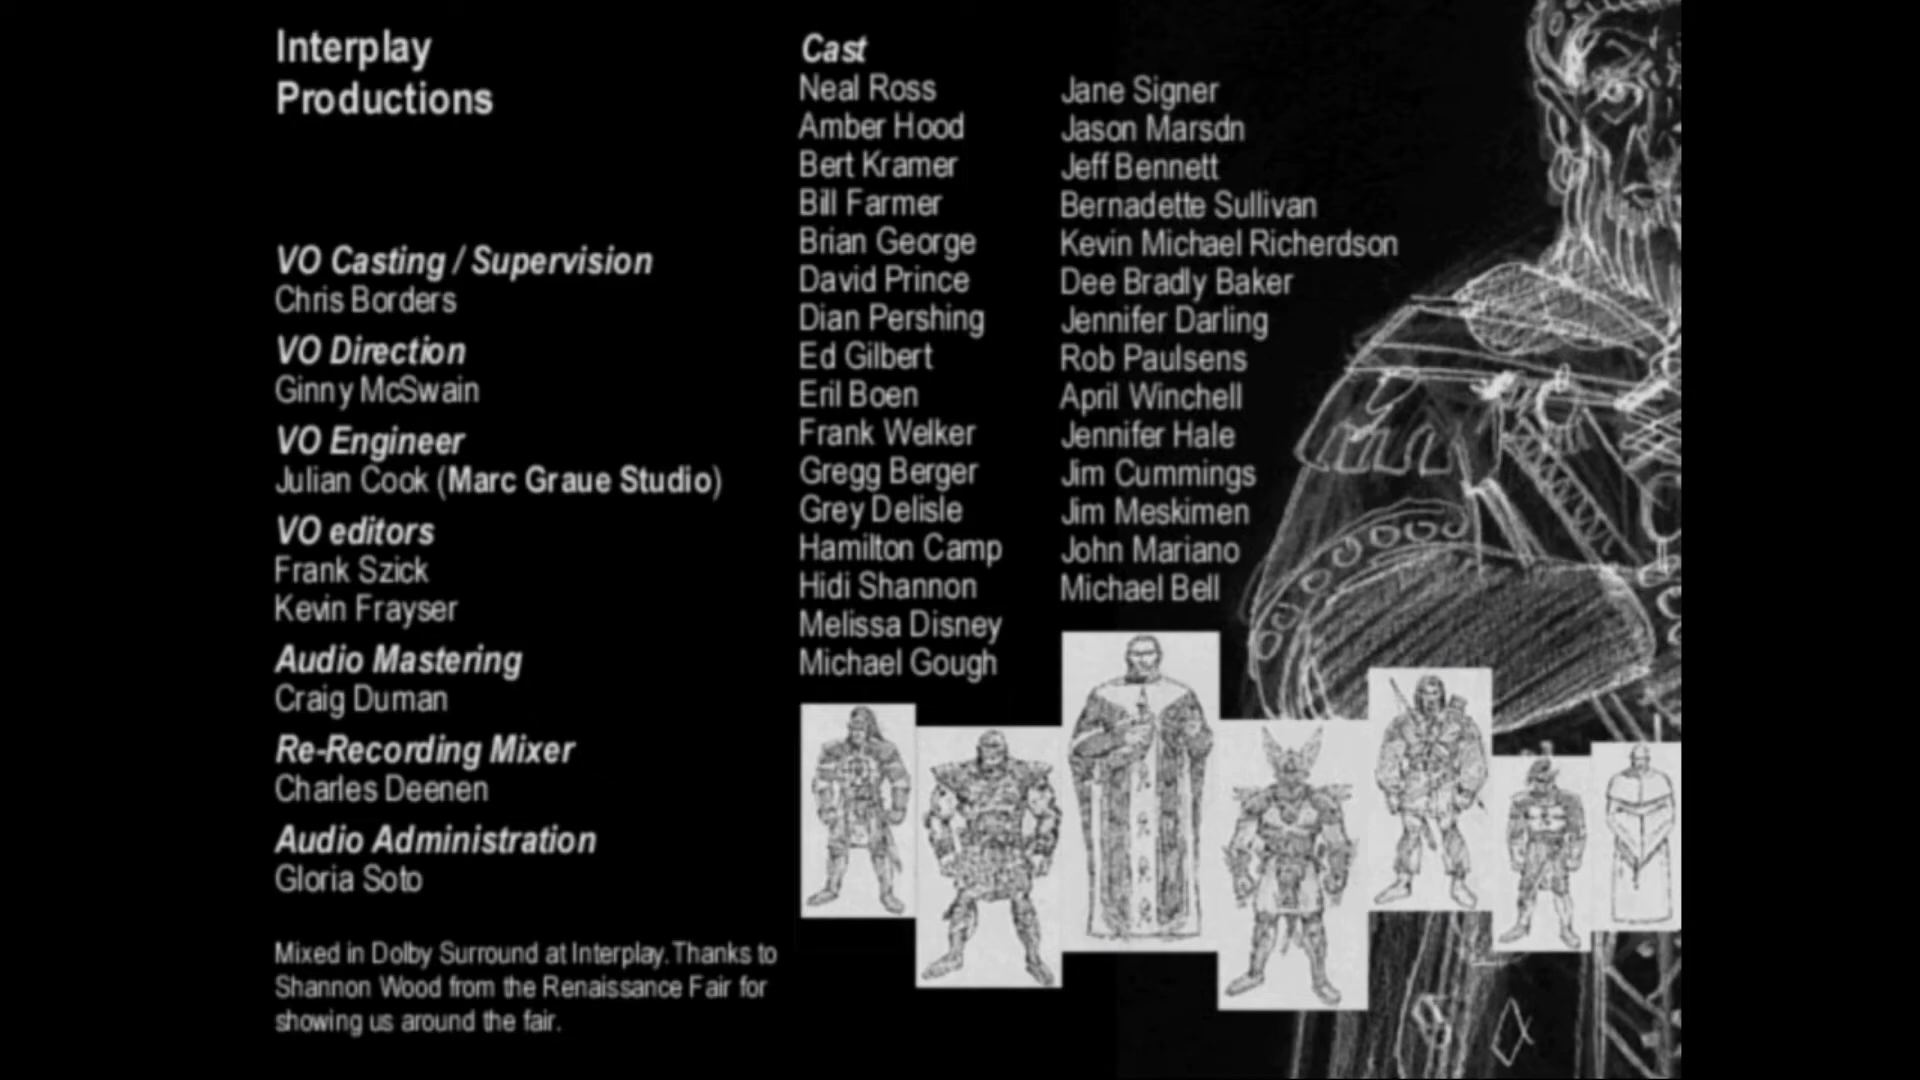 Interplay
Productions
VO Casting / Supervision
Chris Borders
VO Direction
Ginny McSwain
VO Engineer
Julian Cook (Marc Graue Studio)
VO editors
Frank Szick
Kevin Frayser
Audio Mastering
Craig Duman
Re-Recording Mixer
Charles Deenen
Audio Administration
Gloria Soto
Mixed in Dolby Surround at Interplay. Thanks to
Shannon Wood from the Renaissance Fair for
showing us around the fair.
Cast
Neal Ross
Amber Hood
Bert Kramer
Bill Farmer
Brian George
David Prince
Dian Pershing
Ed Gilbert
Eril Boen
Frank Welker
Gregg Berger
Grey Delisle
Hamilton Camp
Hidi Shannon
Melissa Disney
Michael Gough
Jane Signer
Jason Marsdn
Jeff Bennett
Bernadette Sullivan
Kevin Michael Richerdson
Dee Bradly Baker
Jennifer Darling
Rob Paulsens
April Winchell
Jennifer Hale
Jim Cummings
Jim Meskimen
John Mariano
Michael Bell